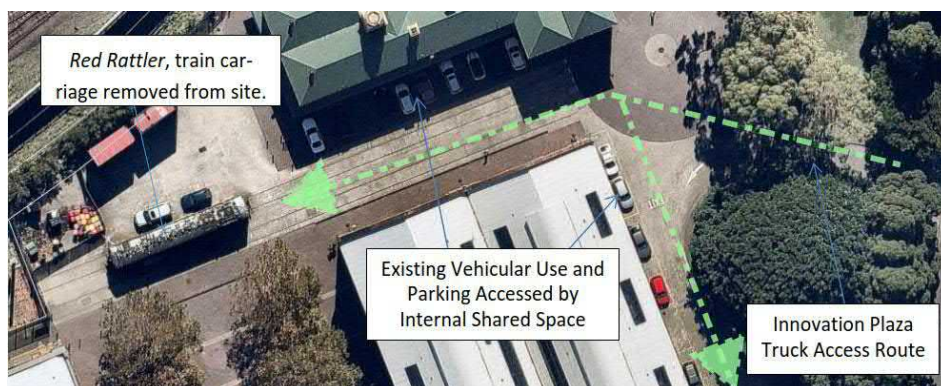 Red Rattler, train car-
riage removed from site.
Existing Vehicular Use and
Parking Accessed by
Internal Shared Space
Innovation Plaza
Truck Access Route